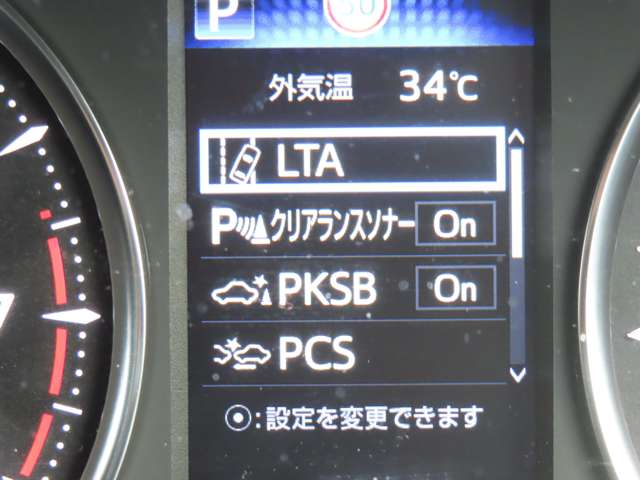 P
外気温 34℃
LTA
P クリアランスソナー On
PKSB On
PCS
⦿:設定を変更できます